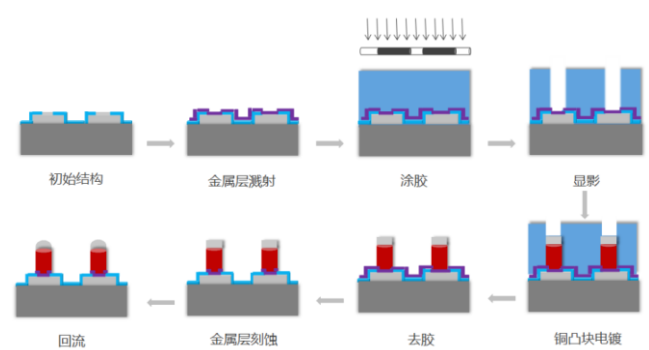 初始结构
金属层溅射
涂胶
显影
回流
金属层刻蚀
去胶
铜凸块电镀